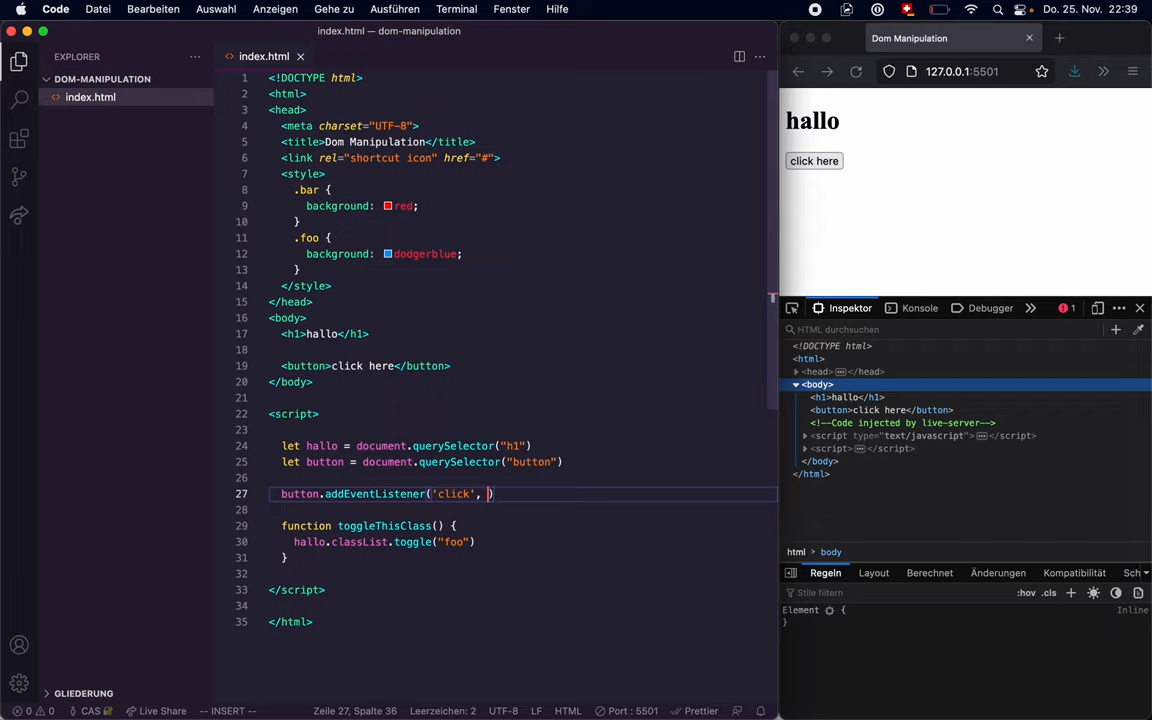 Code Datei Bearbeiten Auswahl Anzeigen Gehe zu Ausführen Terminal Fenster Hilfe Do. 25. Nov. 22:39
index.html — dom-manipulation
EXPLORER
DOM-MANIPULATION
index.html
GLIEDERUNG
index.html
1 <!DOCTYPE html>
2 <html>
3 <head>
4 <meta charset="UTF-8">
5 <title>Dom Manipulation</title>
6 <link rel="shortcut icon" href="#">
7 <style>
8 .bar {
9 background: red;
10 }
11 .foo {
12 background: dodgerblue;
13 }
14 </style>
15 </head>
16 <body>
17 <h1>hallo</h1>
18
19 <button>click here</button>
20 </body>
21
22 <script>
23
24 let hallo = document.querySelector("h1")
25 let button = document.querySelector("button")
26
27 button.addEventListener('click', )
28
29 function toggleThisClass() {
30 hallo.classList.toggle("foo")
31 }
32
33 </script>
34
35 </html>
0 0 CAS Live Share -- INSERT -- Zeile 27, Spalte 36 Leerzeichen: 2 UTF-8 LF HTML Port : 5501 Prettier
Dom Manipulation
127.0.0.1:5501
hallo
click here
Inspektor Konsole Debugger 1
HTML durchsuchen
<!DOCTYPE html>
<html>
<head></head>
<body>
<h1>hallo</h1>
<button>click here</button>
<!--Code injected by live-server-->
<script type="text/javascript"></script>
<script></script>
</body>
</html>
html body
Regeln Layout Berechnet Änderungen Kompatibilität Sch
Stile filtern :hov .cls
Element { Inline
}